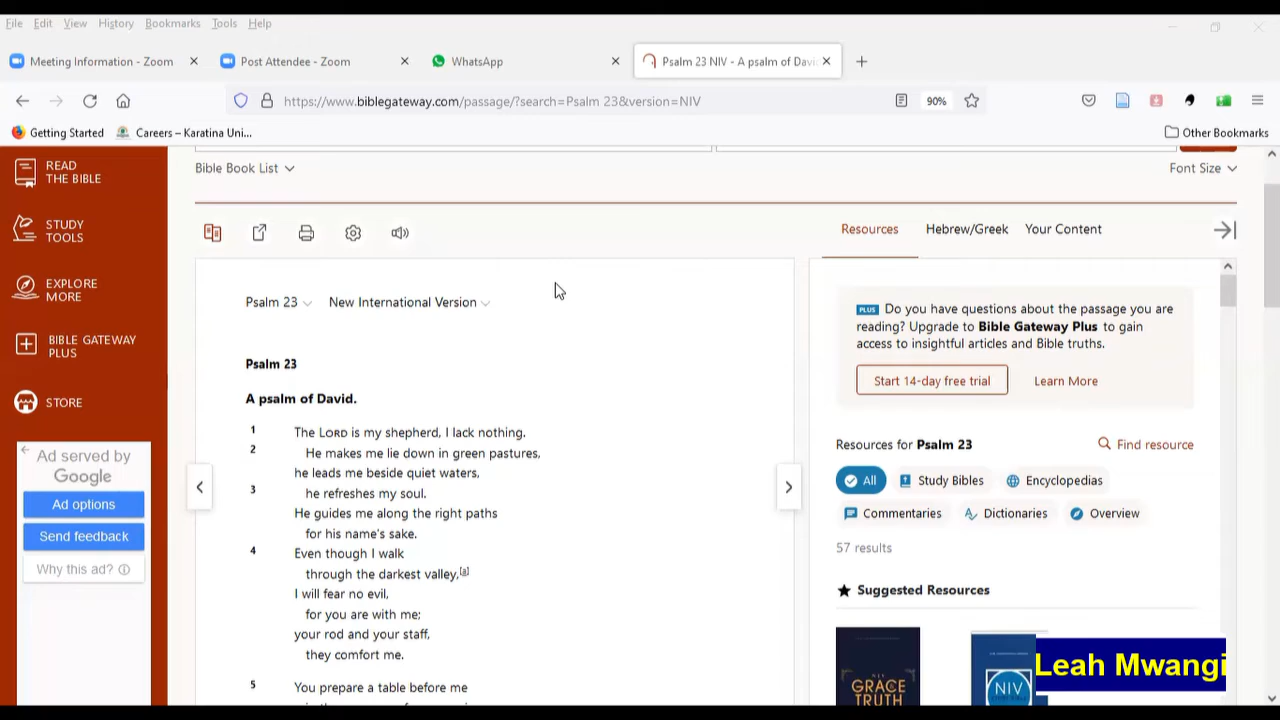 File Edit View History Bookmarks Tools Help
Meeting Information - Zoom
Post Attendee - Zoom
WhatsApp
Psalm 23 NIV - A psalm of Davi
https://www.biblegateway.com/passage/?search=Psalm 23&version=NIV
90%
Getting Started
Careers – Karatina Uni...
Other Bookmarks
READ
THE BIBLE
STUDY
TOOLS
EXPLORE
MORE
BIBLE GATEWAY
PLUS
STORE
Ad served by
Google
Ad options
Send feedback
Why this ad?
Bible Book List
Font Size
Psalm 23
New International Version
Psalm 23
A psalm of David.
1 The LORD is my shepherd, I lack nothing.
2 He makes me lie down in green pastures,
he leads me beside quiet waters,
3 he refreshes my soul.
He guides me along the right paths
for his name's sake.
4 Even though I walk
through the darkest valley,[a]
I will fear no evil,
for you are with me;
your rod and your staff,
they comfort me.
5 You prepare a table before me
Resources
Hebrew/Greek
Your Content
PLUS Do you have questions about the passage you are
reading? Upgrade to Bible Gateway Plus to gain
access to insightful articles and Bible truths.
Start 14-day free trial
Learn More
Resources for Psalm 23
Find resource
All
Study Bibles
Encyclopedias
Commentaries
Dictionaries
Overview
57 results
Suggested Resources
GRACE
TRUTH
NIV
Leah Mwangi